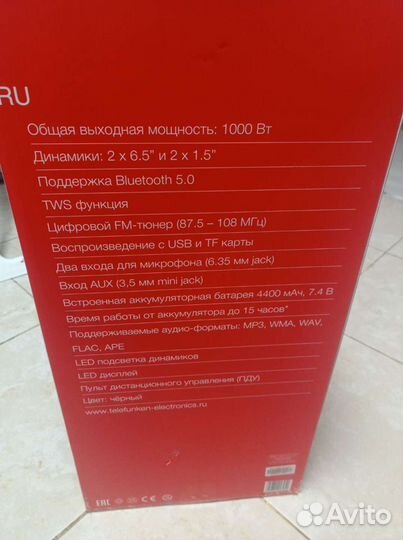 RU
Общая выходная мощность: 1000 Вт
Динамики: 2 x 6.5” и 2 x 1.5”
Поддержка Bluetooth 5.0
TWS функция
Цифровой FM-тюнер (87.5 – 108 МГц)
Воспроизведение с USB и TF карты
Два входа для микрофона (6.35 мм jack)
Вход AUX (3,5 мм mini jack)
Встроенная аккумуляторная батарея 4400 мАч, 7.4 В
Время работы от аккумулятора до 15 часов*
Поддерживаемые аудио-форматы: MP3, WMA, WAV,
FLAC, APE
LED подсветка динамиков
LED дисплей
Пульт дистанционного управления (ПДУ)
Цвет: чёрный
www.telefunken-electronics.ru
EAC CE
Avito